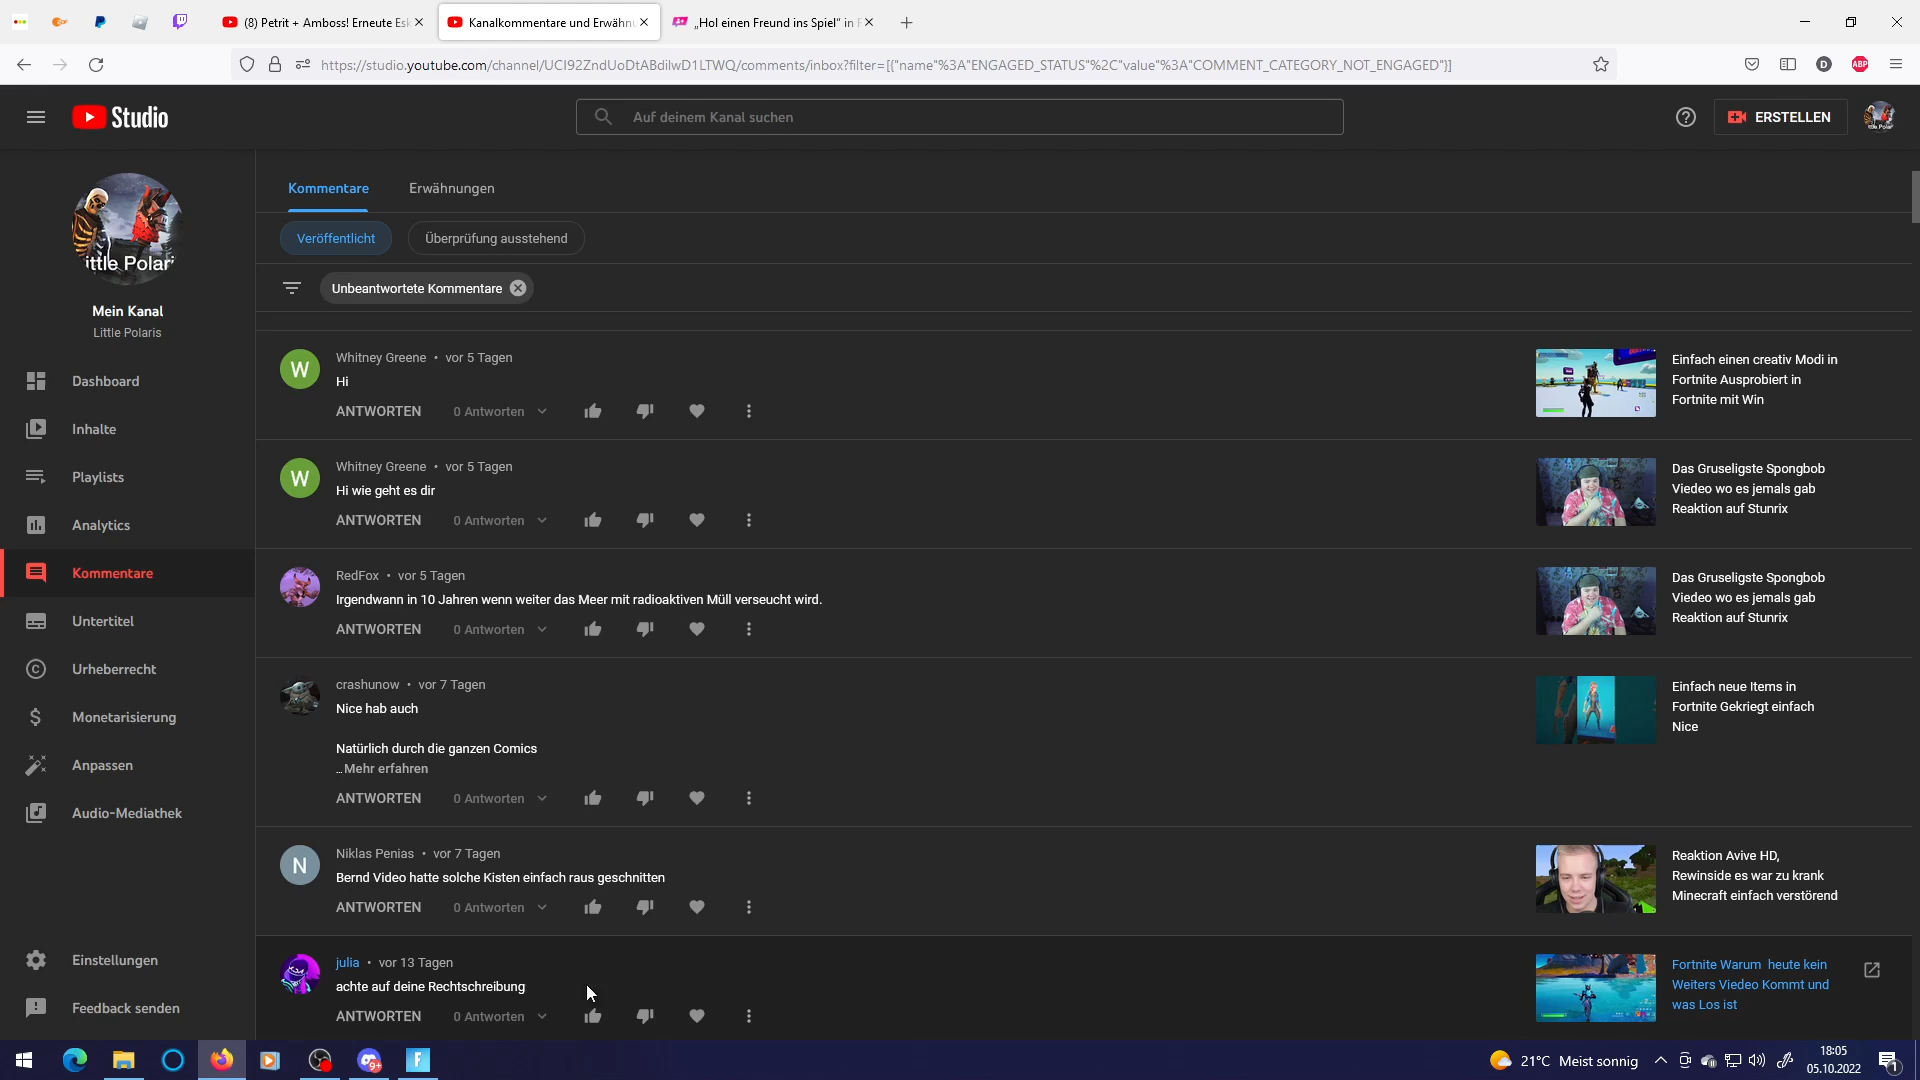 (8) Petrit + Amboss! Erneute Esk
Kanalkommentare und Erwähnu
„Hol einen Freund ins Spiel" in F
https://studio.youtube.com/channel/UCI92ZndUoDtABdilwD1LTWQ/comments/inbox?filter=[{"name"%3A"ENGAGED_STATUS"%2C"value"%3A"COMMENT_CATEGORY_NOT_ENGAGED"}]
D
ABP
Studio
Auf deinem Kanal suchen
ERSTELLEN
ittle Polari
Mein Kanal
Little Polaris
Dashboard
Inhalte
Playlists
Analytics
Kommentare
Untertitel
Urheberrecht
Monetarisierung
Anpassen
Audio-Mediathek
Einstellungen
Feedback senden
Kommentare
Erwähnungen
Veröffentlicht
Überprüfung ausstehend
Unbeantwortete Kommentare
W
Whitney Greene • vor 5 Tagen
Hi
ANTWORTEN
0 Antworten
Einfach einen creativ Modi in
Fortnite Ausprobiert in
Fortnite mit Win
W
Whitney Greene • vor 5 Tagen
Hi wie geht es dir
ANTWORTEN
0 Antworten
Das Gruseligste Spongbob
Viedeo wo es jemals gab
Reaktion auf Stunrix
RedFox • vor 5 Tagen
Irgendwann in 10 Jahren wenn weiter das Meer mit radioaktiven Müll verseucht wird.
ANTWORTEN
0 Antworten
Das Gruseligste Spongbob
Viedeo wo es jemals gab
Reaktion auf Stunrix
crashunow • vor 7 Tagen
Nice hab auch
Natürlich durch die ganzen Comics
...Mehr erfahren
ANTWORTEN
0 Antworten
Einfach neue Items in
Fortnite Gekriegt einfach
Nice
N
Niklas Penias • vor 7 Tagen
Bernd Video hatte solche Kisten einfach raus geschnitten
ANTWORTEN
0 Antworten
Reaktion Avive HD,
Rewinside es war zu krank
Minecraft einfach verstörend
julia • vor 13 Tagen
achte auf deine Rechtschreibung
ANTWORTEN
0 Antworten
Fortnite Warum heute kein
Weiters Viedeo Kommt und
was Los ist
9+
F
21°C Meist sonnig
18:05
05.10.2022
1